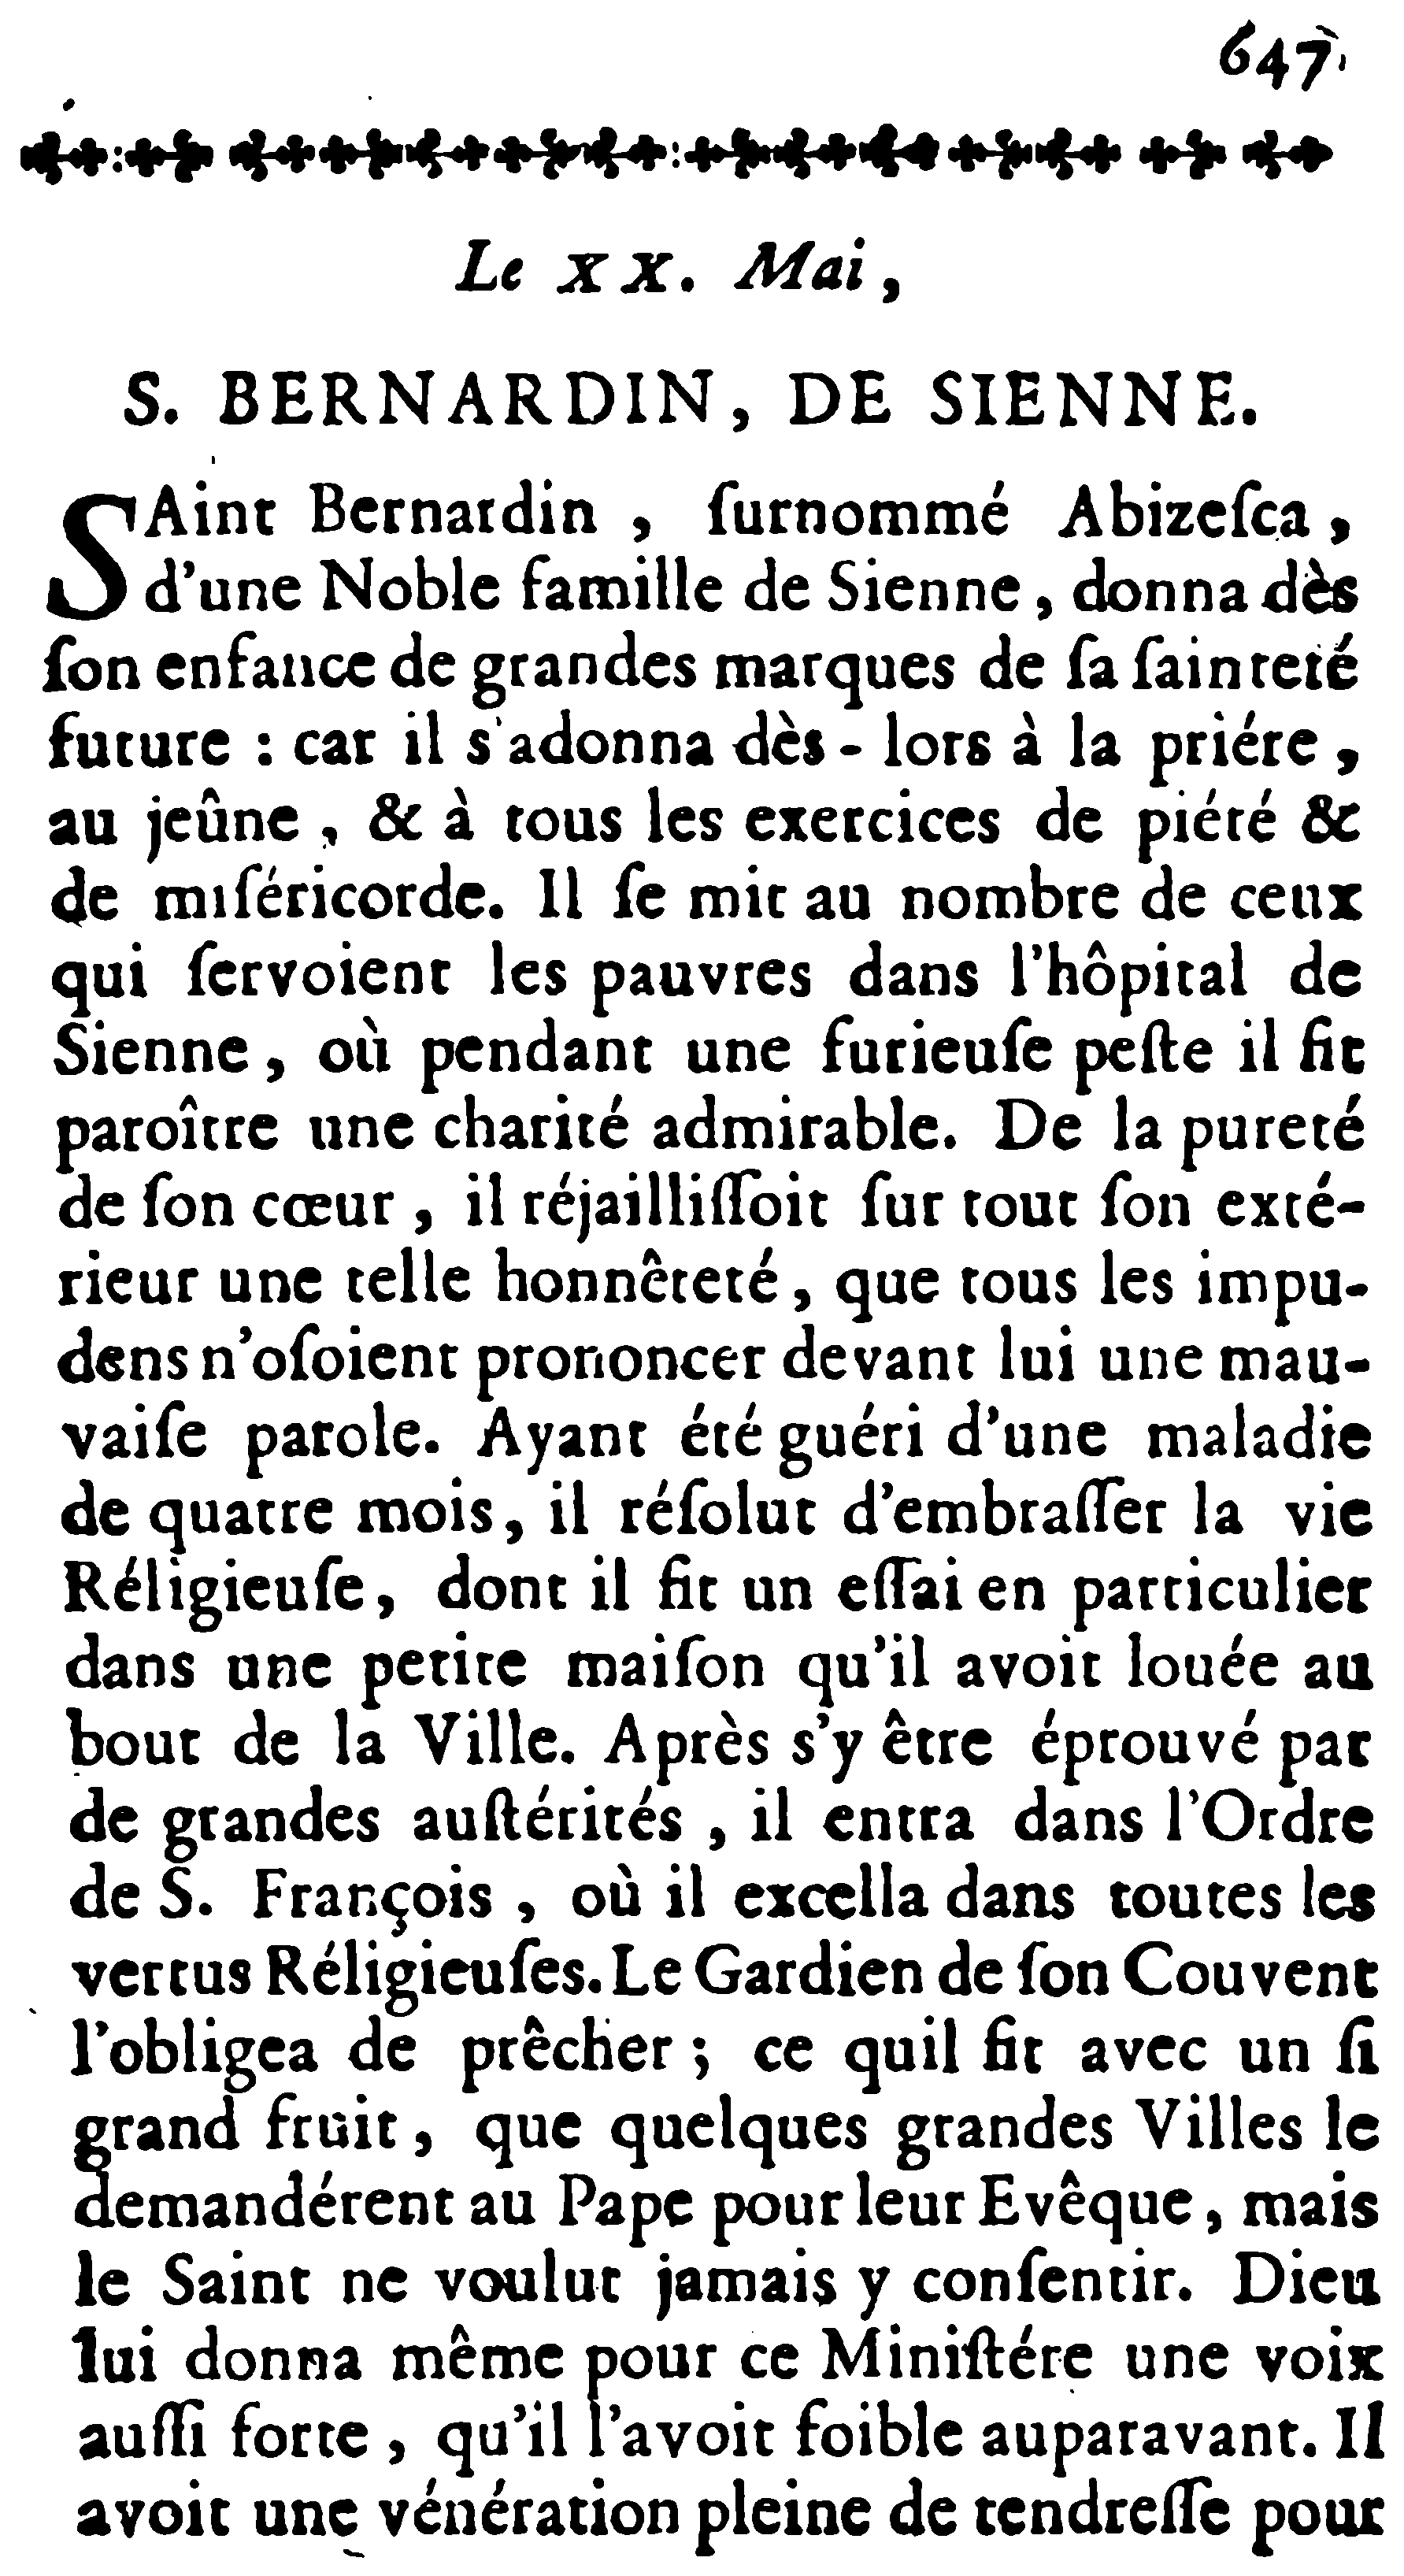 647
Le XX. Mai,
S. BERNARDIN, DE SIENNE.
SAint Bernardin, ſurnommé Abizeſca,
d'une Noble famille de Sienne, donna dès
ſon enfance de grandes marques de ſa ſainteté
future : car il s'adonna dès-lors à la priére,
au jeûne, & à tous les exercices de piété &
de miſéricorde. Il ſe mit au nombre de ceux
qui ſervoient les pauvres dans l'hôpital de
Sienne, où pendant une furieuſe peſte il fit
paroître une charité admirable. De la pureté
de ſon cœur, il réjailliſſoit ſur tout ſon exté-
rieur une telle honnêteté, que tous les impu-
dens n'oſoient prononcer devant lui une mau-
vaiſe parole. Ayant été guéri d'une maladie
de quatre mois, il réſolut d'embraſſer la vie
Réligieuſe, dont il fit un eſſai en particulier
dans une petite maiſon qu'il avoit louée au
bout de la Ville. Après s'y être éprouvé par
de grandes auſtérités, il entra dans l'Ordre
de S. François, où il excella dans toutes les
vertus Réligieuſes. Le Gardien de ſon Couvent
l'obligea de prêcher ; ce quil fit avec un ſi
grand fruit, que quelques grandes Villes le
demandérent au Pape pour leur Evêque, mais
le Saint ne voulut jamais y conſentir. Dieu
lui donna même pour ce Miniſtére une voix
auſſi forte, qu'il l'avoit foible auparavant. Il
avoit une vénération pleine de tendreſſe pour